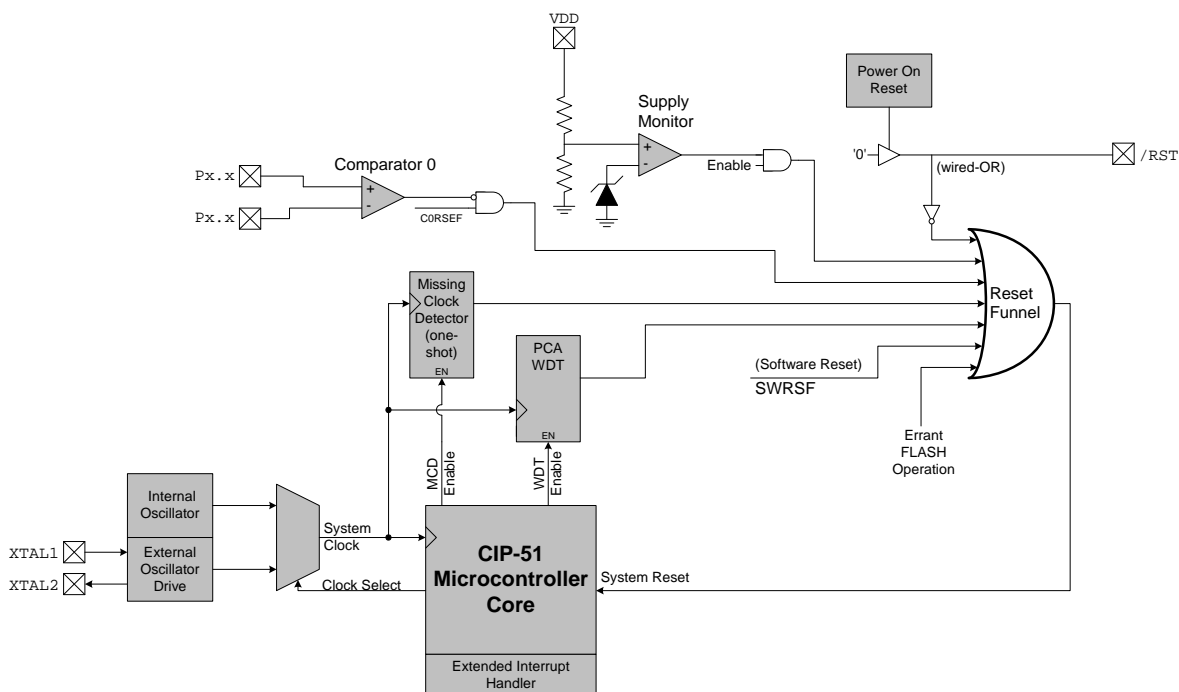 VDD
Power On
Reset
Supply
Monitor
+
-
Enable
'0'
(wired-OR)
/RST
Comparator 0
Px.x
+
-
Px.x
C0RSEF
Missing
Clock
Detector
(one-
shot)
EN
PCA
WDT
EN
Reset
Funnel
(Software Reset)
SWRSF
Errant
FLASH
Operation
MCD
Enable
WDT
Enable
Internal
Oscillator
External
Oscillator
Drive
XTAL1
XTAL2
System
Clock
Clock Select
CIP-51
Microcontroller
Core
System Reset
Extended Interrupt
Handler